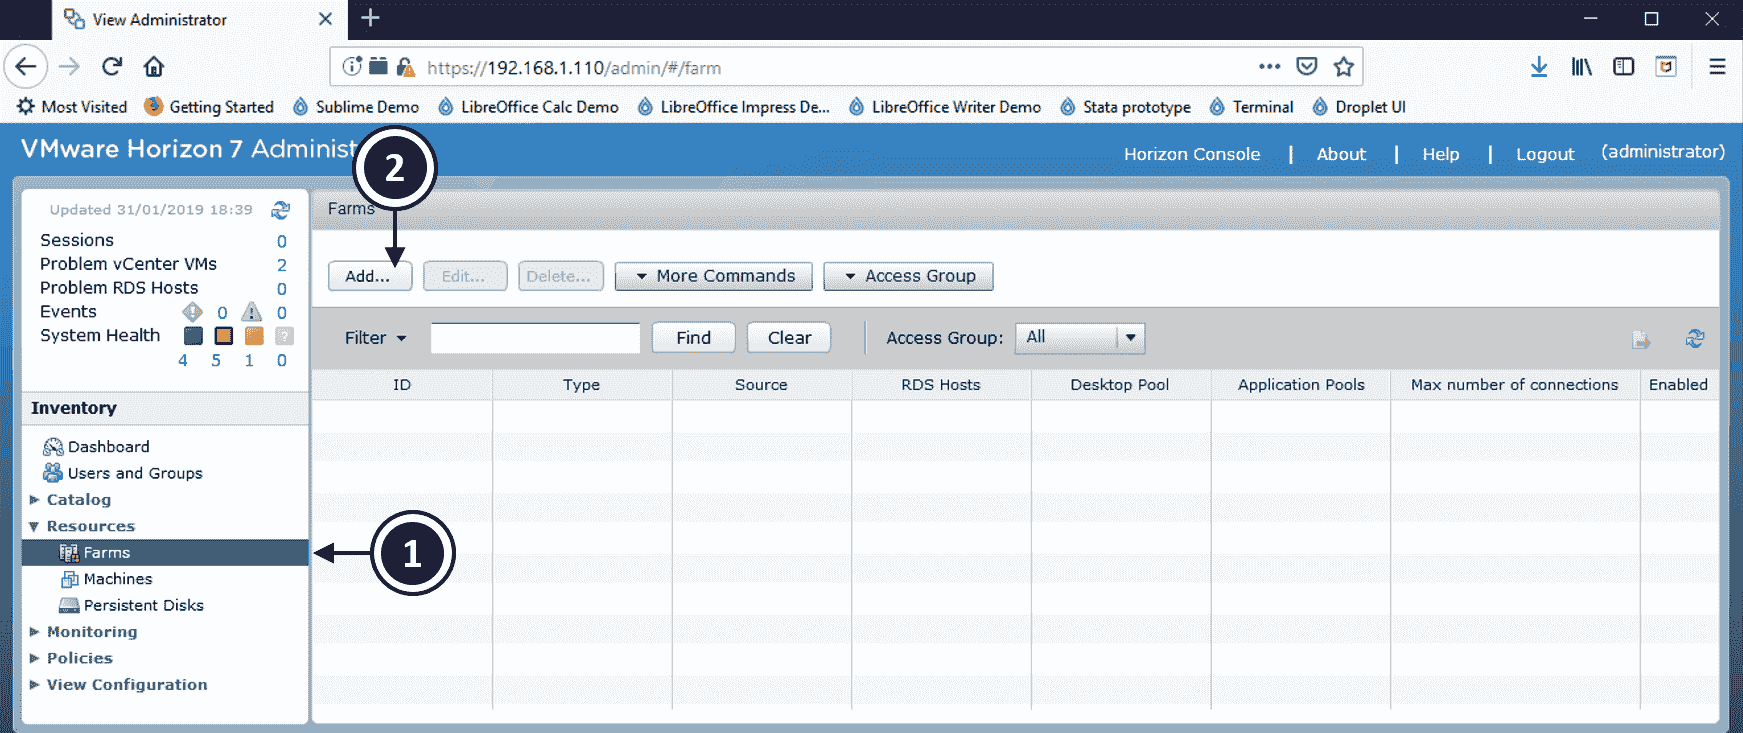 View Administrator
https://192.168.1.110/admin/#/farm
Most Visited Getting Started Sublime Demo LibreOffice Calc Demo LibreOffice Impress De... LibreOffice Writer Demo Stata prototype Terminal Droplet UI
VMware Horizon 7 Administ
Horizon Console | About | Help | Logout (administrator)
2
Updated 31/01/2019 18:39
Sessions 0
Problem vCenter VMs 2
Problem RDS Hosts 0
Events 0 0
System Health ?
4 5 1 0
Inventory
Dashboard
Users and Groups
Catalog
Resources
Farms
Machines
Persistent Disks
Monitoring
Policies
View Configuration
1
Farms
Add... Edit... Delete... More Commands Access Group
Filter Find Clear Access Group: All
ID Type Source RDS Hosts Desktop Pool Application Pools Max number of connections Enabled